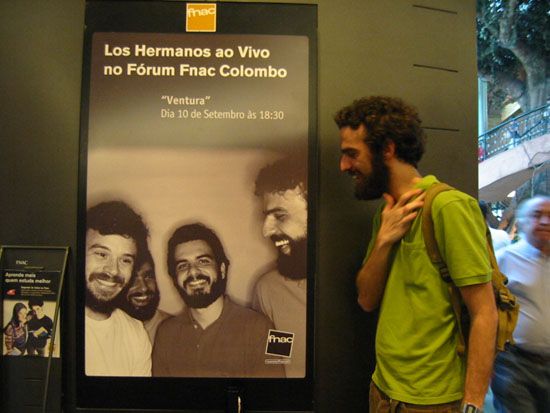 fnac
Los Hermanos ao Vivo
no Fórum Fnac Colombo
“Ventura”
Dia 10 de Setembro às 18:30
fnac
FNAC
Aprende mais
quem estuda melhor